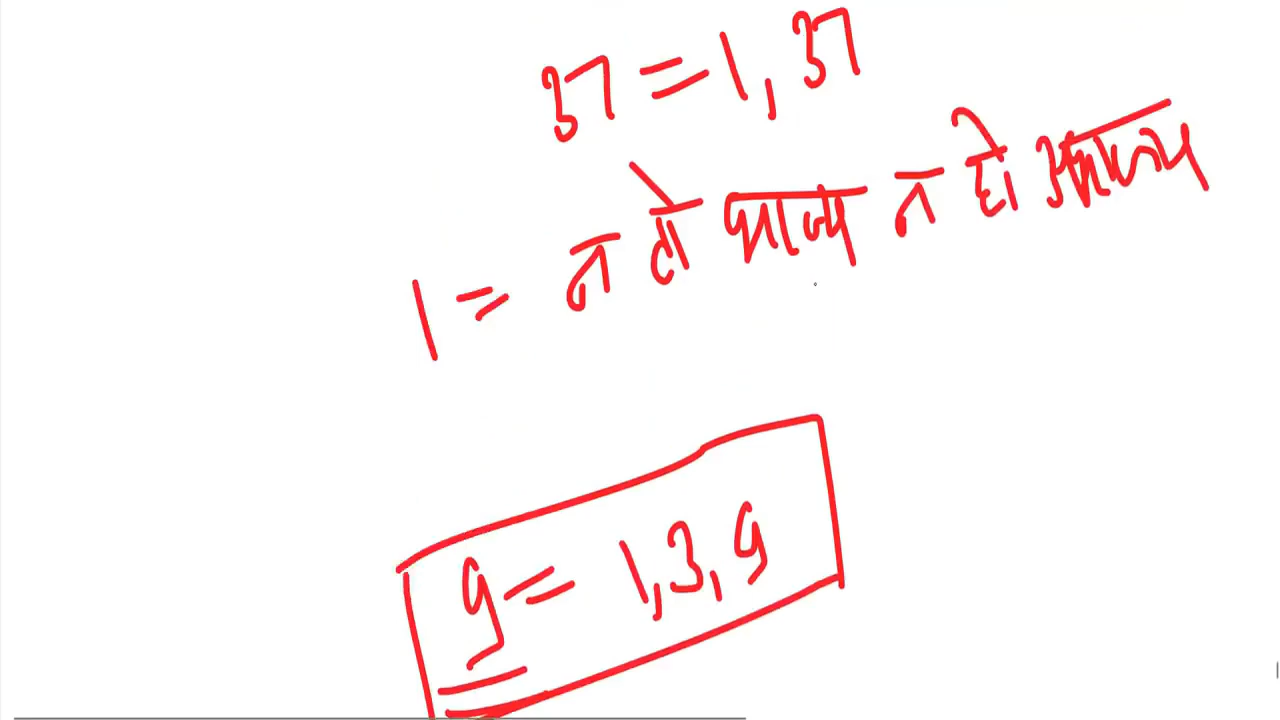 37 = 1, 37
1 = न तो भाज्य न हो अभाज्य
9 = 1, 3, 9